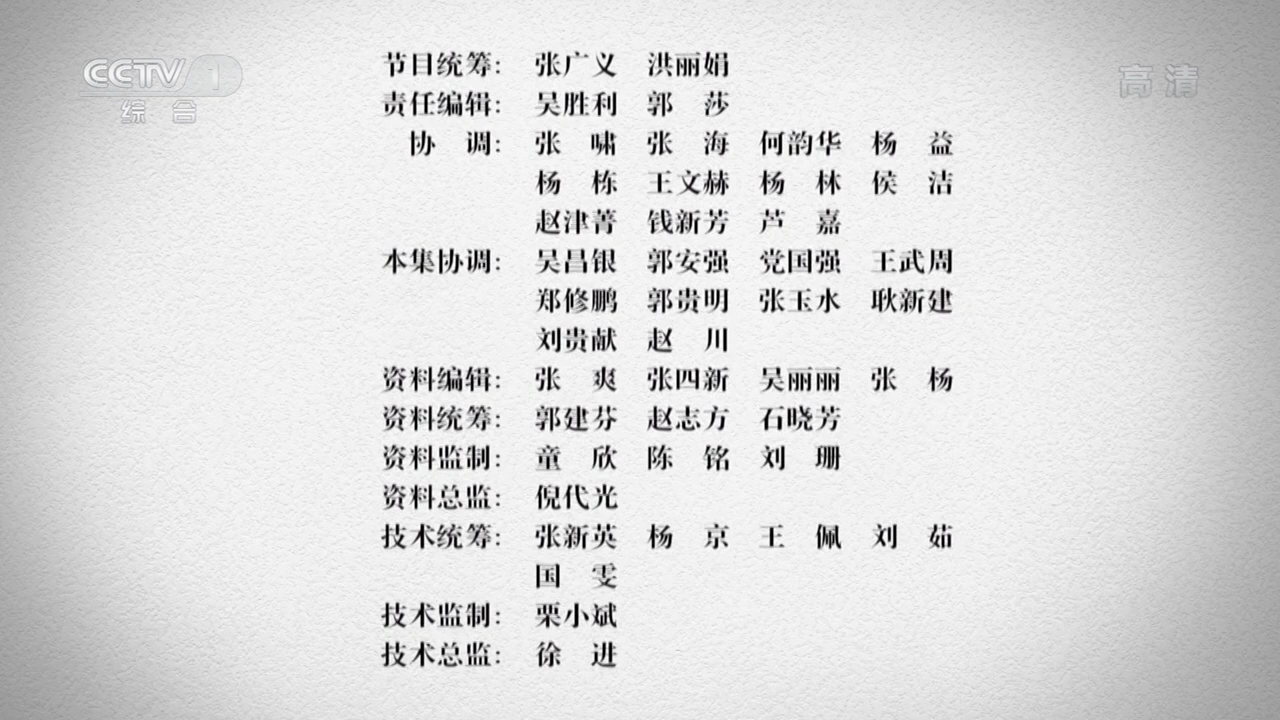 CCTV 1
综合
高清
节目统筹： 张广义 洪丽娟
责任编辑： 吴胜利 郭 莎
协 调： 张 啸 张 海 何韵华 杨 益
杨 栋 王文赫 杨 林 侯 洁
赵津菁 钱新芳 芦 嘉
本集协调： 吴昌银 郭安强 党国强 王武周
郑修鹏 郭贵明 张玉水 耿新建
刘贵献 赵 川
资料编辑： 张 爽 张四新 吴丽丽 张 杨
资料统筹： 郭建芬 赵志方 石晓芳
资料监制： 童 欣 陈 铭 刘 珊
资料总监： 倪代光
技术统筹： 张新英 杨 京 王 佩 刘 茹
国 雯
技术监制： 栗小斌
技术总监： 徐 进